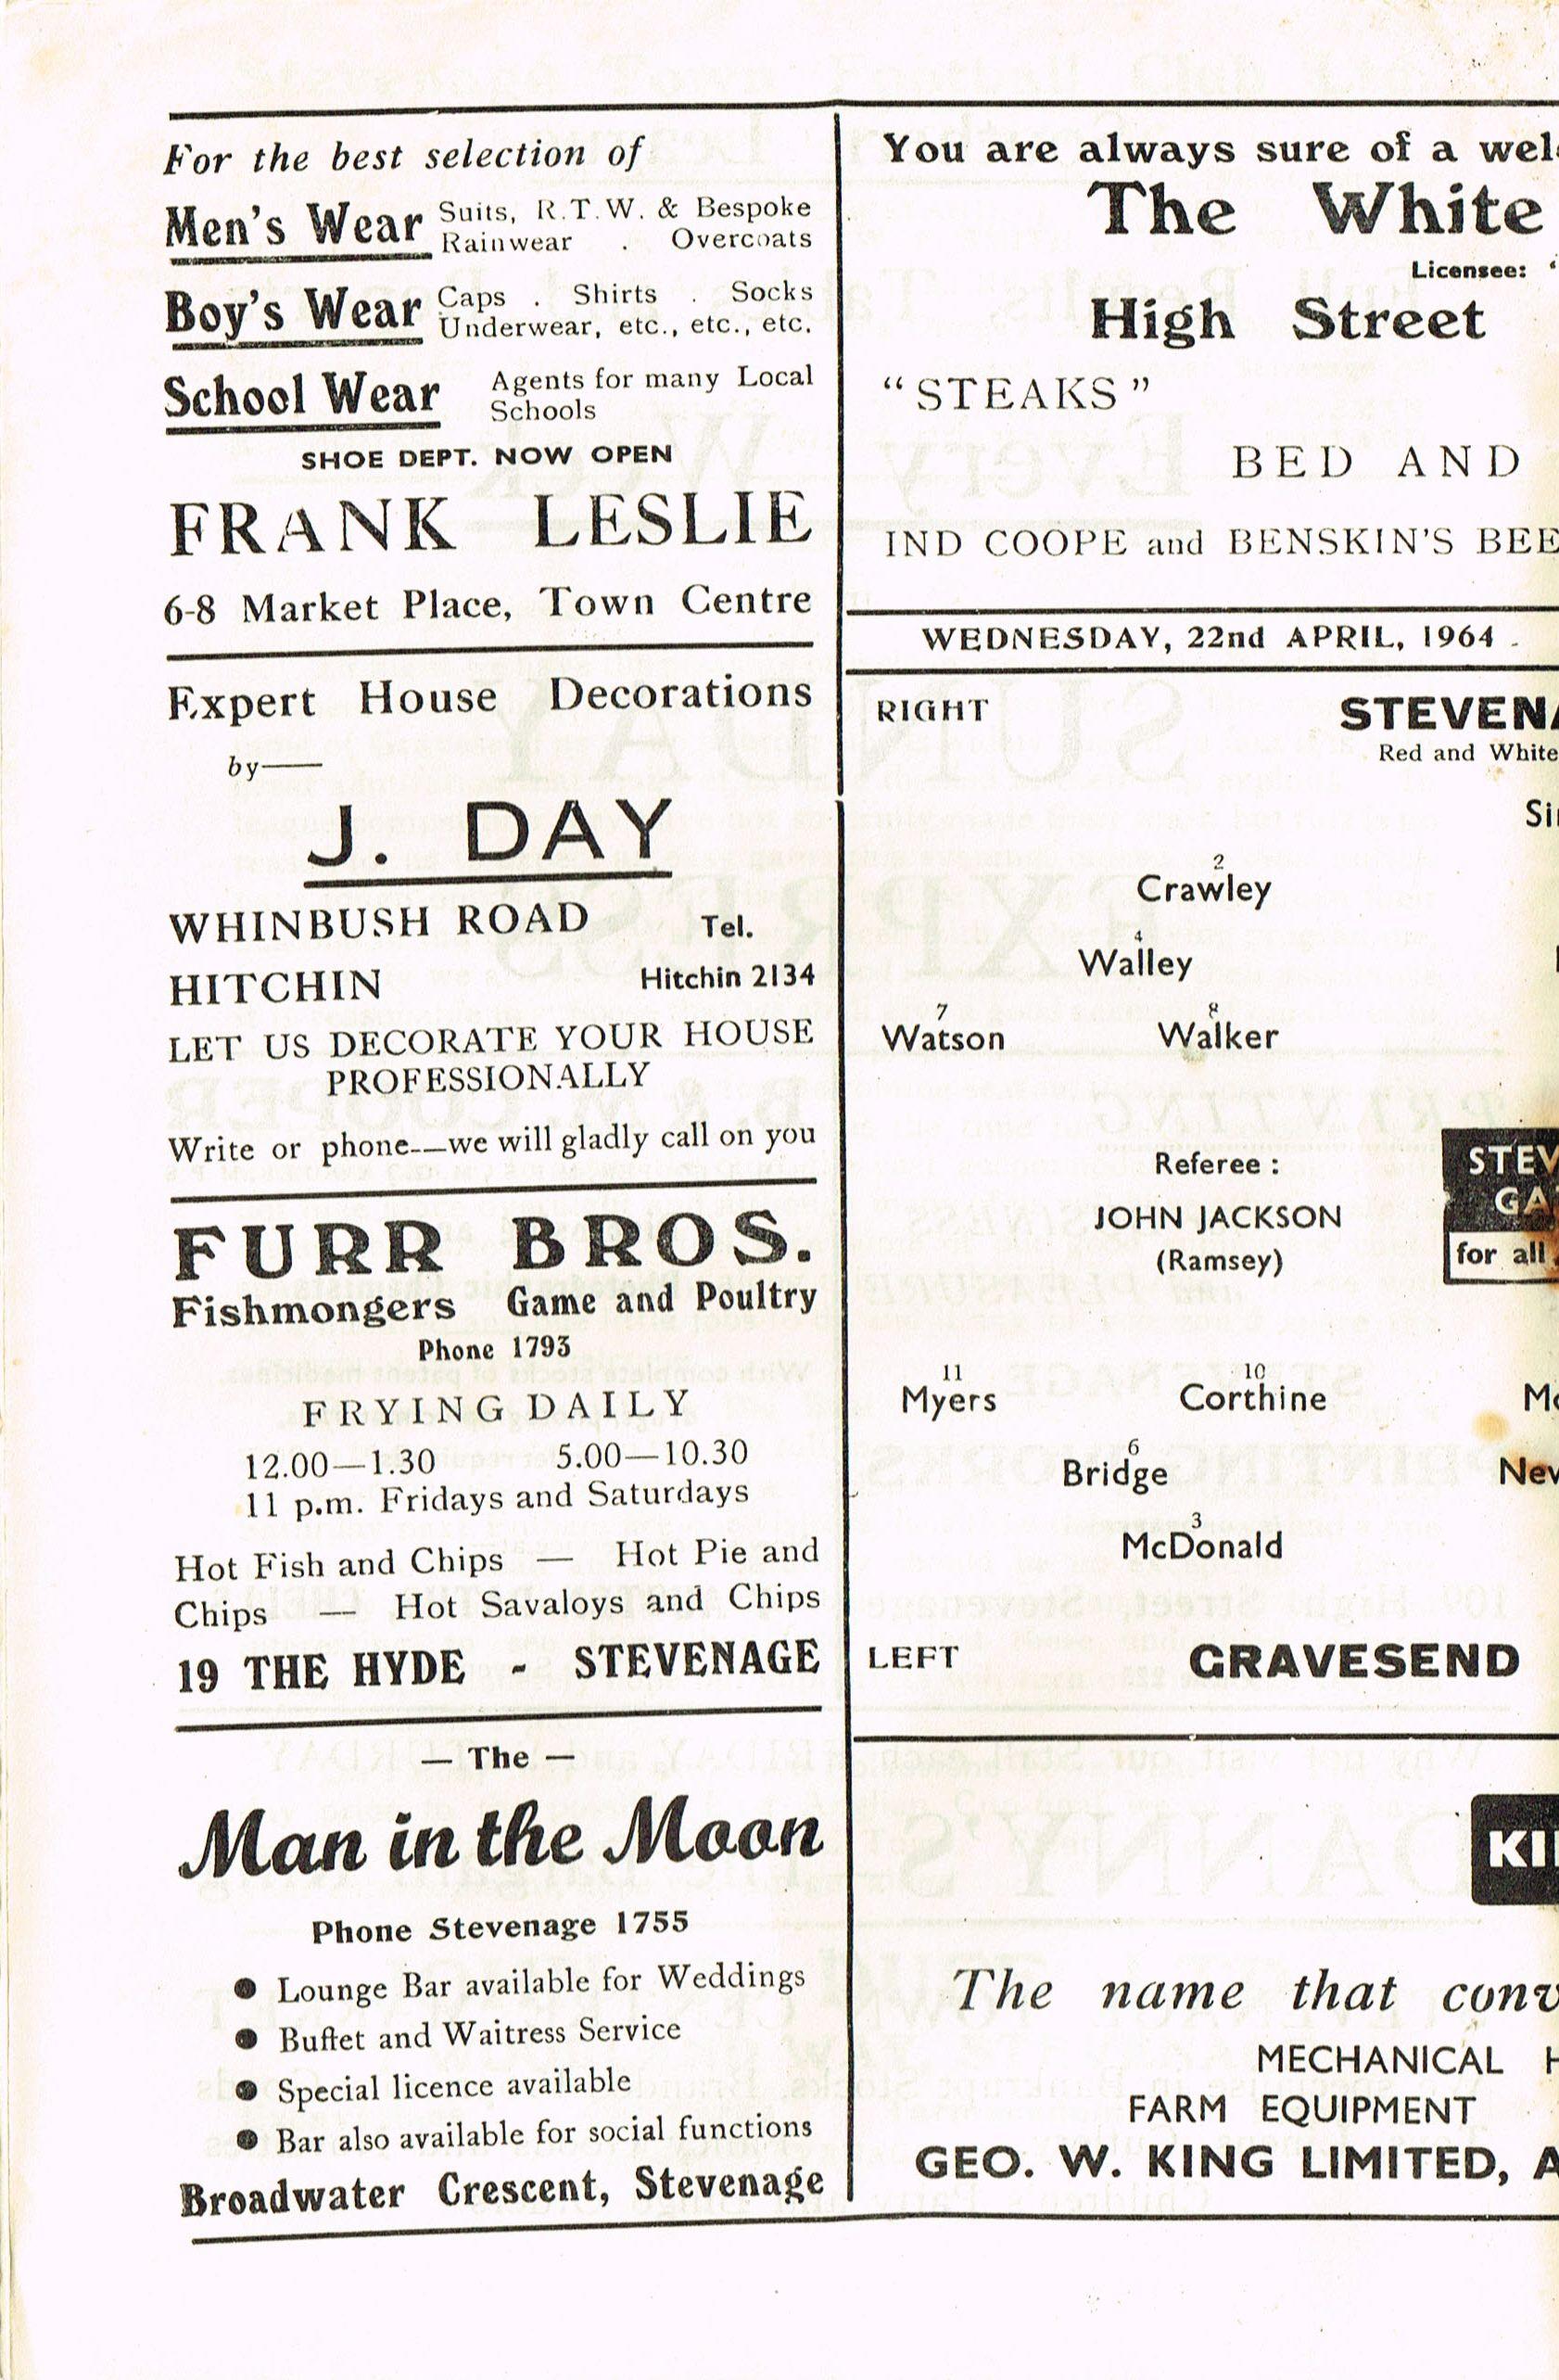 For the best selection of
Men's Wear Suits, R.T.W. & Bespoke
Rainwear . Overcoats
Boy's Wear Caps . Shirts . Socks
Underwear, etc., etc., etc.
School Wear Agents for many Local
Schools
SHOE DEPT. NOW OPEN
FRANK LESLIE
6-8 Market Place, Town Centre
Expert House Decorations
by—
J. DAY
WHINBUSH ROAD Tel.
HITCHIN Hitchin 2134
LET US DECORATE YOUR HOUSE
PROFESSIONALLY
Write or phone—we will gladly call on you
FURR BROS.
Fishmongers Game and Poultry
Phone 1793
FRYING DAILY
12.00—1.30 5.00—10.30
11 p.m. Fridays and Saturdays
Hot Fish and Chips — Hot Pie and
Chips — Hot Savaloys and Chips
19 THE HYDE - STEVENAGE
— The —
Man in the Moon
Phone Stevenage 1755
● Lounge Bar available for Weddings
● Buffet and Waitress Service
● Special licence available
● Bar also available for social functions
Broadwater Crescent, Stevenage
You are always sure of a wel
The White
Licensee:
High Street
"STEAKS"
BED AND
IND COOPE and BENSKIN'S BEE
WEDNESDAY, 22nd APRIL, 1964
RIGHT STEVENA
Red and White
Si
2
Crawley
4
Walley
7 8
Watson Walker
Referee :
JOHN JACKSON
(Ramsey)
STEV
GA
for all
11 10
Myers Corthine Mc
6
Bridge New
3
McDonald
LEFT GRAVESEND
KI
The name that conv
MECHANICAL H
FARM EQUIPMENT
GEO. W. KING LIMITED, A